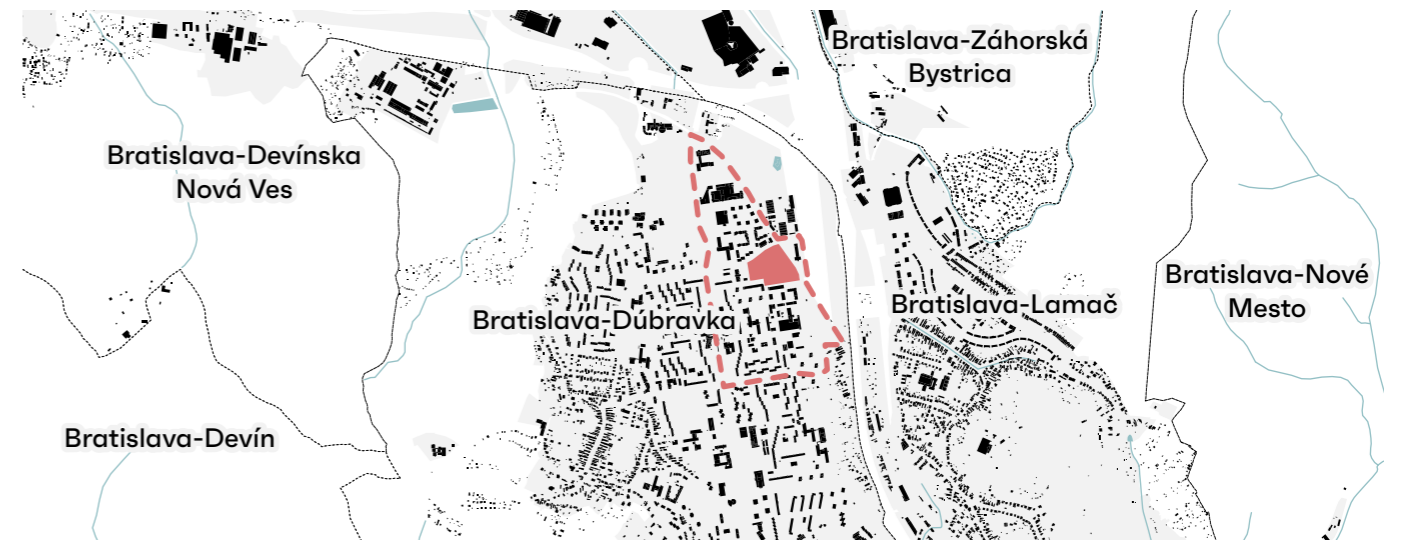 Bratislava-Záhorská
Bystrica
Bratislava-Devínska
Nová Ves
Bratislava-Nové
Mesto
Bratislava-Lamač
Bratislava-Dúbravka
Bratislava-Devín